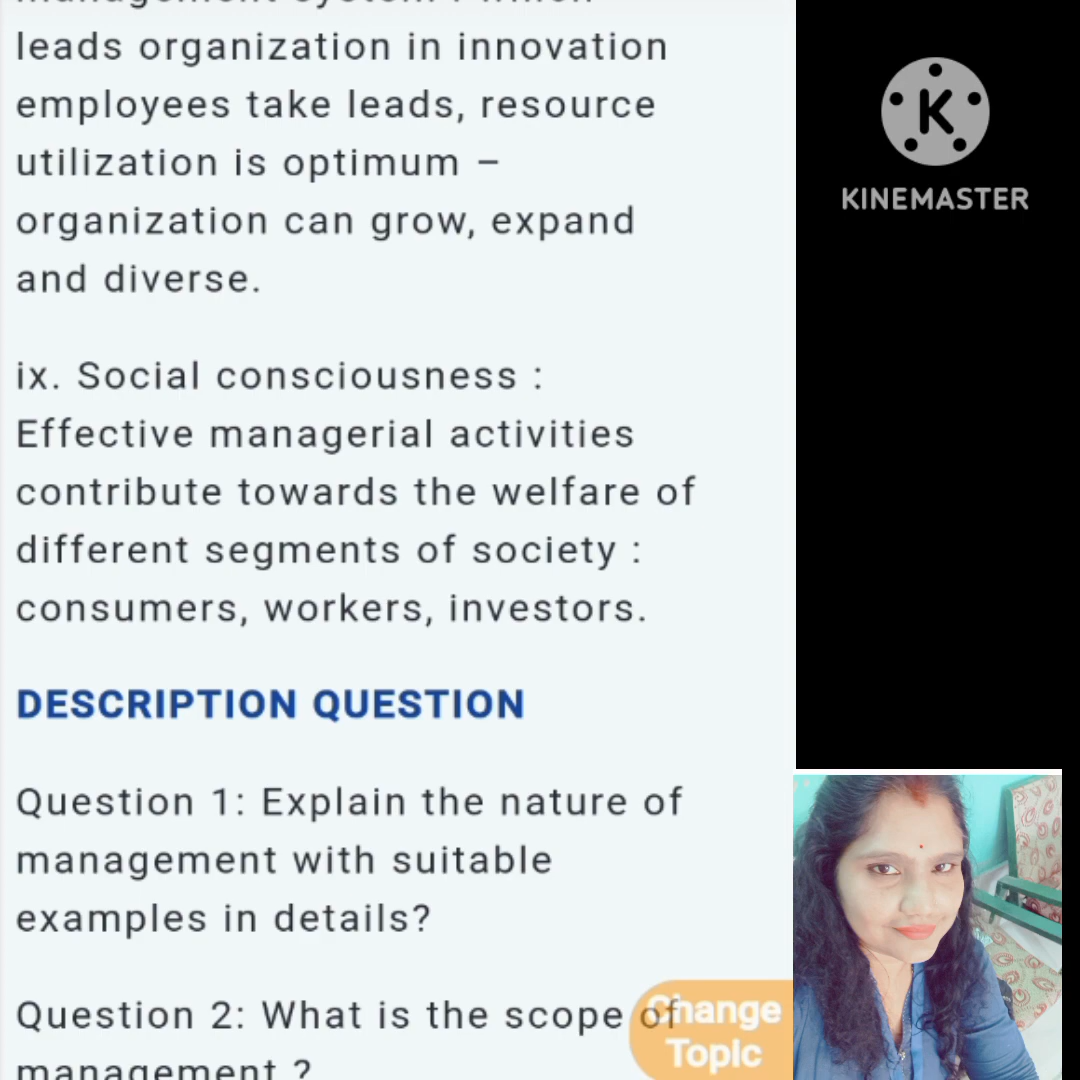 leads organization in innovation
employees take leads, resource
utilization is optimum –
organization can grow, expand
and diverse.
ix. Social consciousness :
Effective managerial activities
contribute towards the welfare of
different segments of society :
consumers, workers, investors.
DESCRIPTION QUESTION
Question 1: Explain the nature of
management with suitable
examples in details?
Question 2: What is the scope of
management ?
Change
Topic
K
KINEMASTER